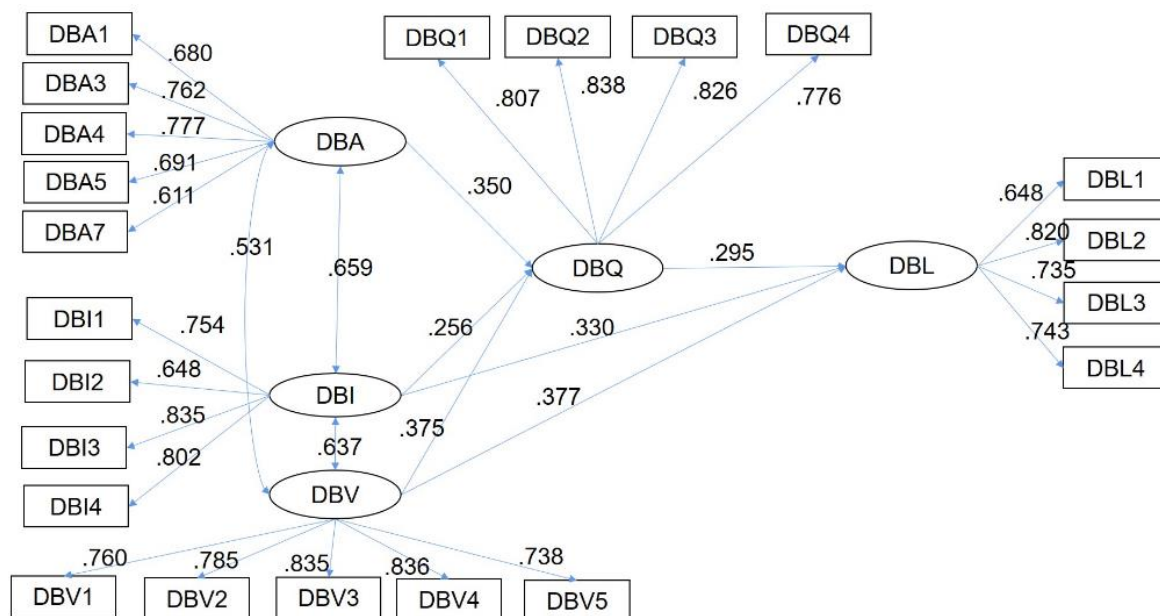 DBA1
DBA3
DBA4
DBA5
DBA7
.680
.762
.777
.691
.611
DBQ1
DBQ2
DBQ3
DBQ4
.807
.838
.826
.776
DBA
.350
.531
.659
DBQ
.295
DBL
.648
.820
.735
.743
DBL1
DBL2
DBL3
DBL4
DBI1
DBI2
DBI3
DBI4
.754
.648
.835
.802
DBI
.256
.330
.637
.375
.377
DBV
.760
.785
.835
.836
.738
DBV1
DBV2
DBV3
DBV4
DBV5